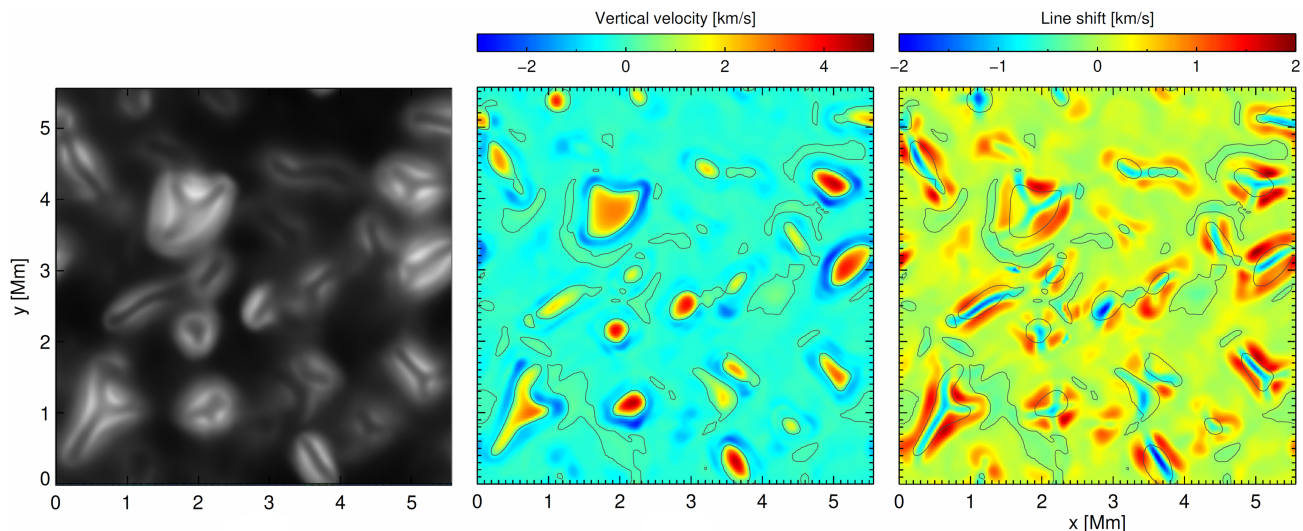 Vertical velocity [km/s]
Line shift [km/s]
−2 0 2 4
−2 −1 0 1 2
y [Mm]
5
4
3
2
1
0
0 1 2 3 4 5
0 1 2 3 4 5
0 1 2 3 4 5
x [Mm]